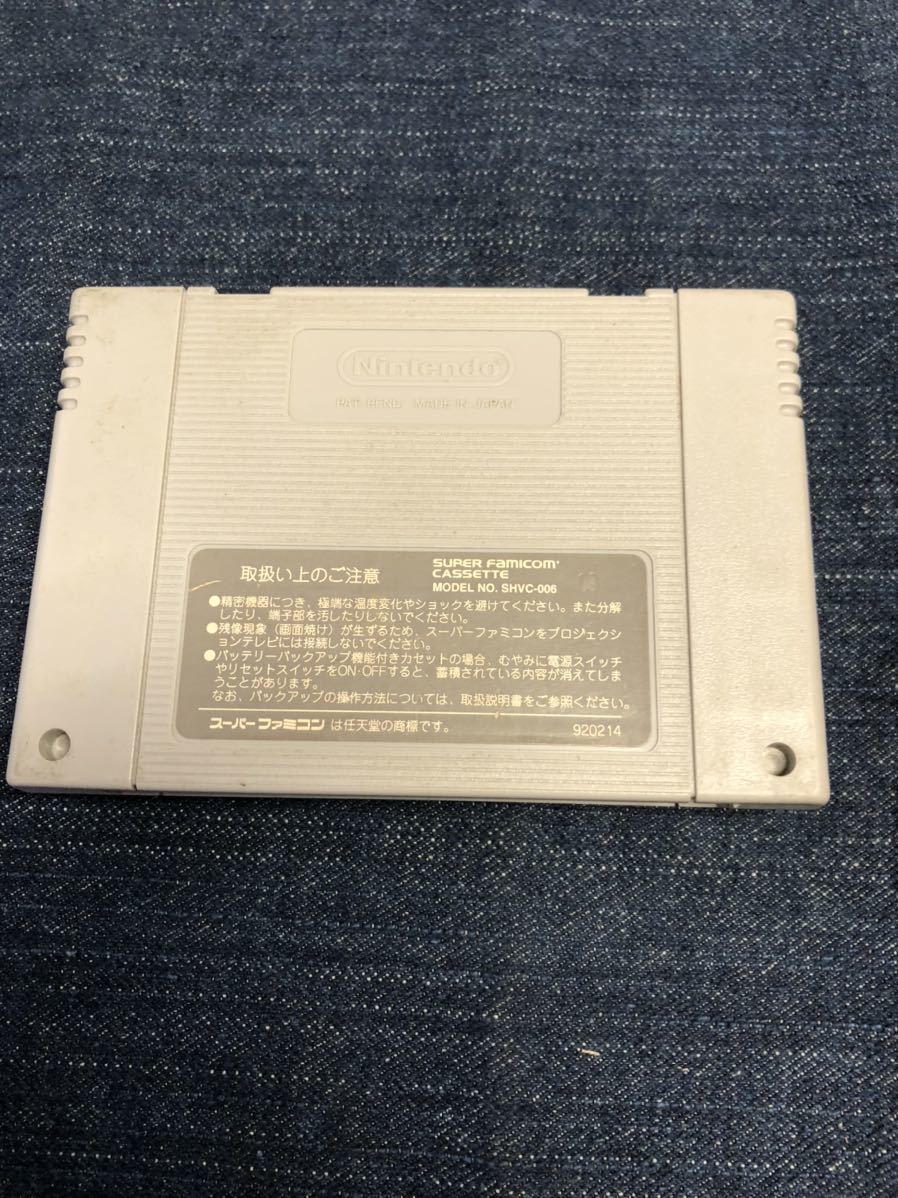 Nintendo
PAT. PEND. MADE IN JAPAN
取扱い上のご注意
SUPER FAMICOM
CASSETTE
MODEL NO. SHVC-006
●精密機器につき、極端な温度変化やショックを避けてください。また分解
したり、端子部を汚したりしないでください。
●残像現象(画面焼け)が生ずるため、スーパーファミコンをプロジェクシ
ョンテレビには接続しないでください。
●バッテリーバックアップ機能付きカセットの場合、むやみに電源スイッチ
やリセットスイッチをON・OFFすると、蓄積されている内容が消えてしま
うことがあります。
なお、バックアップの操作方法については、取扱説明書をご参照ください。
スーパーファミコン は任天堂の商標です。
920214